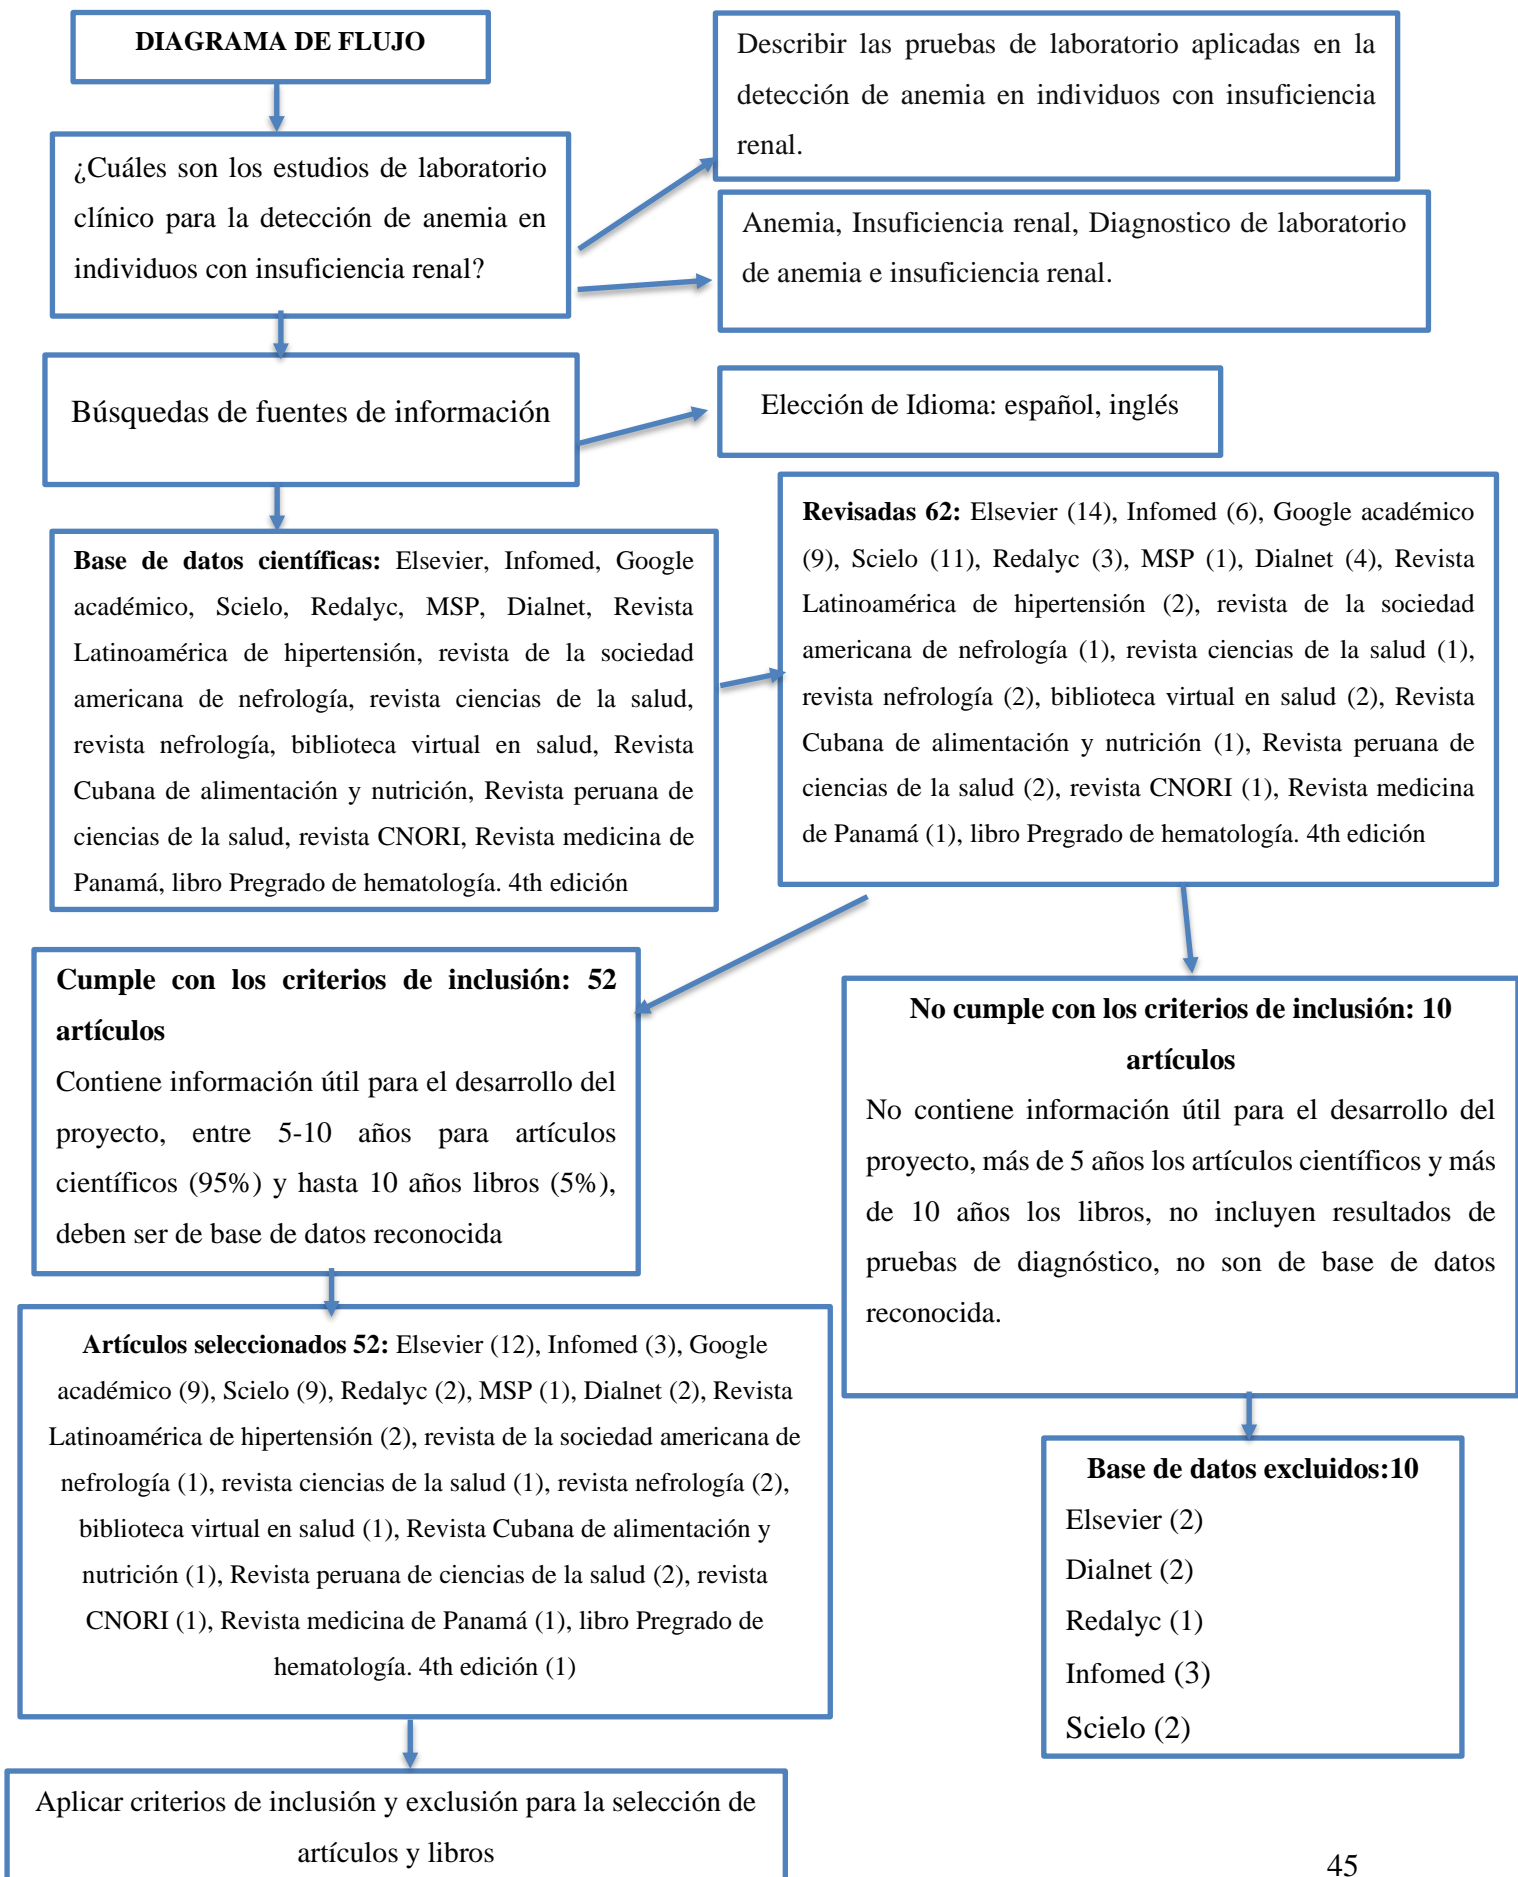 DIAGRAMA DE FLUJO
Describir las pruebas de laboratorio aplicadas en la
detección de anemia en individuos con insuficiencia
renal.
¿Cuáles son los estudios de laboratorio
clínico para la detección de anemia en
individuos con insuficiencia renal?
Anemia, Insuficiencia renal, Diagnostico de laboratorio
de anemia e insuficiencia renal.
Búsquedas de fuentes de información
Elección de Idioma: español, inglés
Base de datos científicas: Elsevier, Infomed, Google
académico, Scielo, Redalyc, MSP, Dialnet, Revista
Latinoamérica de hipertensión, revista de la sociedad
americana de nefrología, revista ciencias de la salud,
revista nefrología, biblioteca virtual en salud, Revista
Cubana de alimentación y nutrición, Revista peruana de
ciencias de la salud, revista CNORI, Revista medicina de
Panamá, libro Pregrado de hematología. 4th edición
Revisadas 62: Elsevier (14), Infomed (6), Google académico
(9), Scielo (11), Redalyc (3), MSP (1), Dialnet (4), Revista
Latinoamérica de hipertensión (2), revista de la sociedad
americana de nefrología (1), revista ciencias de la salud (1),
revista nefrología (2), biblioteca virtual en salud (2), Revista
Cubana de alimentación y nutrición (1), Revista peruana de
ciencias de la salud (2), revista CNORI (1), Revista medicina
de Panamá (1), libro Pregrado de hematología. 4th edición
Cumple con los criterios de inclusión: 52
artículos
Contiene información útil para el desarrollo del
proyecto, entre 5-10 años para artículos
científicos (95%) y hasta 10 años libros (5%),
deben ser de base de datos reconocida
No cumple con los criterios de inclusión: 10
artículos
No contiene información útil para el desarrollo del
proyecto, más de 5 años los artículos científicos y más
de 10 años los libros, no incluyen resultados de
pruebas de diagnóstico, no son de base de datos
reconocida.
Artículos seleccionados 52: Elsevier (12), Infomed (3), Google
académico (9), Scielo (9), Redalyc (2), MSP (1), Dialnet (2), Revista
Latinoamérica de hipertensión (2), revista de la sociedad americana de
nefrología (1), revista ciencias de la salud (1), revista nefrología (2),
biblioteca virtual en salud (1), Revista Cubana de alimentación y
nutrición (1), Revista peruana de ciencias de la salud (2), revista
CNORI (1), Revista medicina de Panamá (1), libro Pregrado de
hematología. 4th edición (1)
Base de datos excluidos:10
Elsevier (2)
Dialnet (2)
Redalyc (1)
Infomed (3)
Scielo (2)
Aplicar criterios de inclusión y exclusión para la selección de
artículos y libros
45